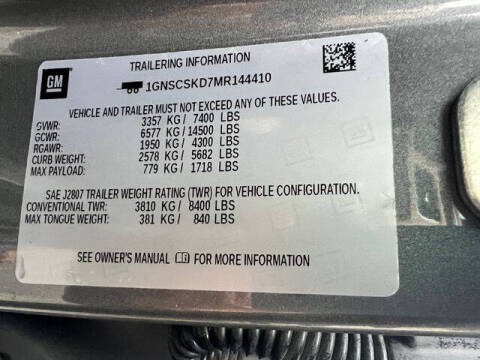 TRAILERING INFORMATION
GM
1GNSCSKD7MR144410
VEHICLE AND TRAILER MUST NOT EXCEED ANY OF THESE VALUES.
GVWR: 3357 KG / 7400 LBS
GCWR: 6577 KG / 14500 LBS
RGAWR: 1950 KG / 4300 LBS
CURB WEIGHT: 2578 KG / 5682 LBS
MAX PAYLOAD: 779 KG / 1718 LBS
SAE J2807 TRAILER WEIGHT RATING (TWR) FOR VEHICLE CONFIGURATION.
CONVENTIONAL TWR: 3810 KG / 8400 LBS
MAX TONGUE WEIGHT: 381 KG / 840 LBS
SEE OWNER'S MANUAL FOR MORE INFORMATION